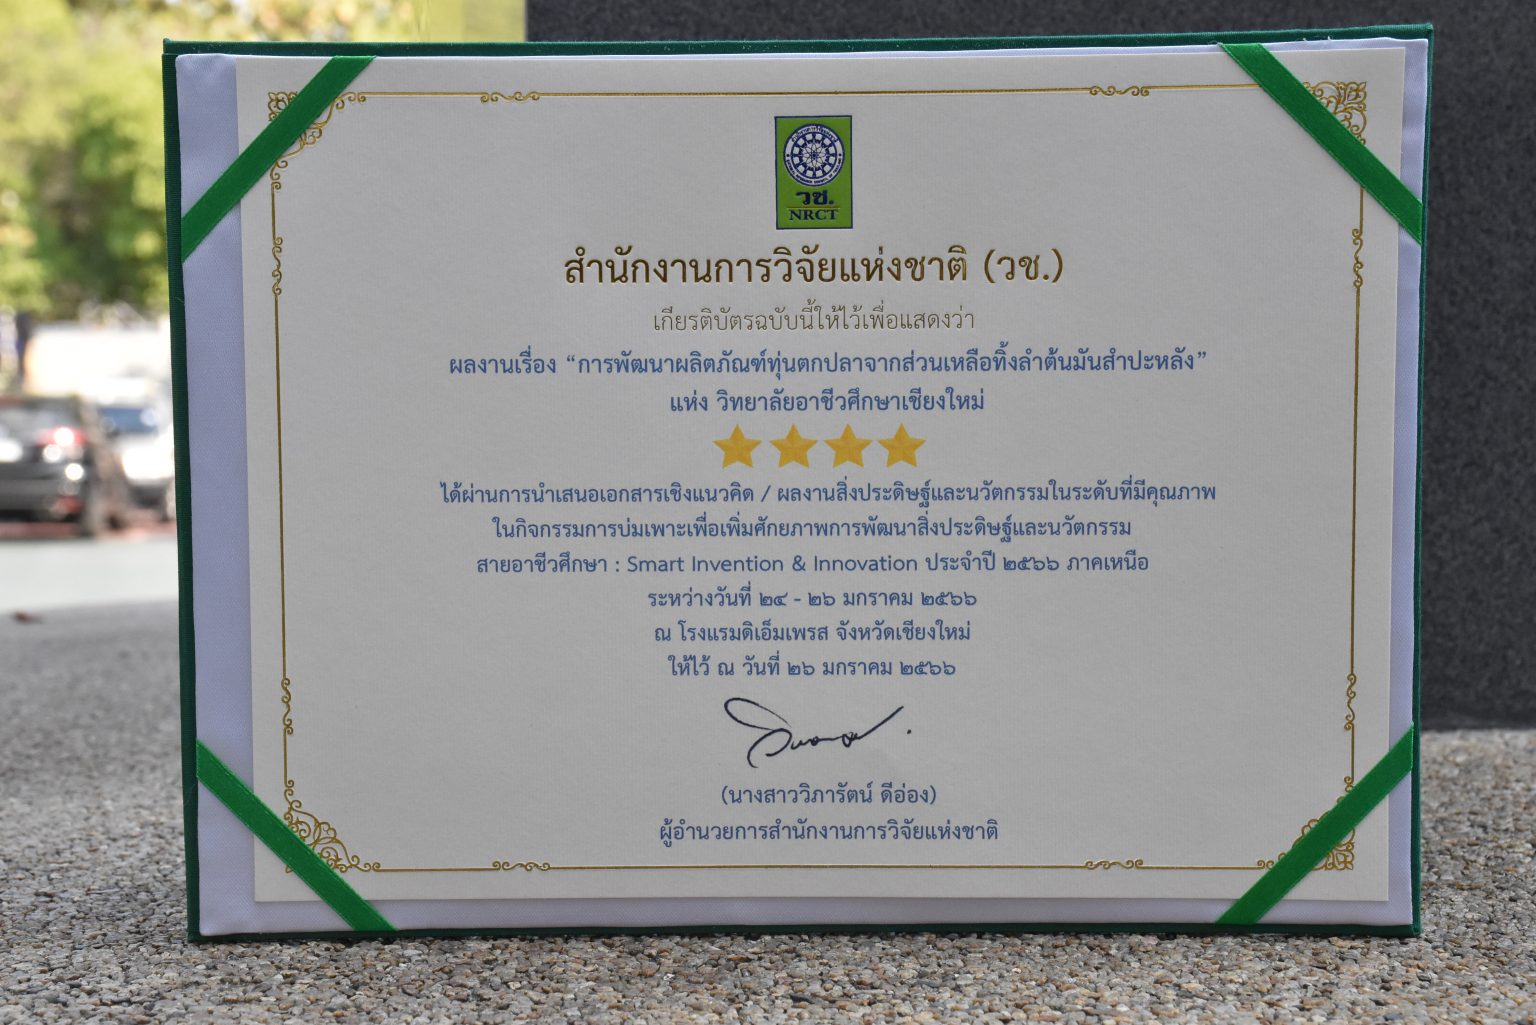 วช.
NRCT
สำนักงานการวิจัยแห่งชาติ (วช.)
เกียรติบัตรฉบับนี้ให้ไว้เพื่อแสดงว่า
ผลงานเรื่อง “การพัฒนาผลิตภัณฑ์ทุ่นตกปลาจากส่วนเหลือทิ้งลำต้นมันสำปะหลัง”
แห่ง วิทยาลัยอาชีวศึกษาเชียงใหม่
ได้ผ่านการนำเสนอเอกสารเชิงแนวคิด / ผลงานสิ่งประดิษฐ์และนวัตกรรมในระดับที่มีคุณภาพ
ในกิจกรรมการบ่มเพาะเพื่อเพิ่มศักยภาพการพัฒนาสิ่งประดิษฐ์และนวัตกรรม
สายอาชีวศึกษา : Smart Invention & Innovation ประจำปี ๒๕๖๖ ภาคเหนือ
ระหว่างวันที่ ๒๔ - ๒๖ มกราคม ๒๕๖๖
ณ โรงแรมดิเอ็มเพรส จังหวัดเชียงใหม่
ให้ไว้ ณ วันที่ ๒๖ มกราคม ๒๕๖๖
(นางสาววิภารัตน์ ดีอ่อง)
ผู้อำนวยการสำนักงานการวิจัยแห่งชาติ